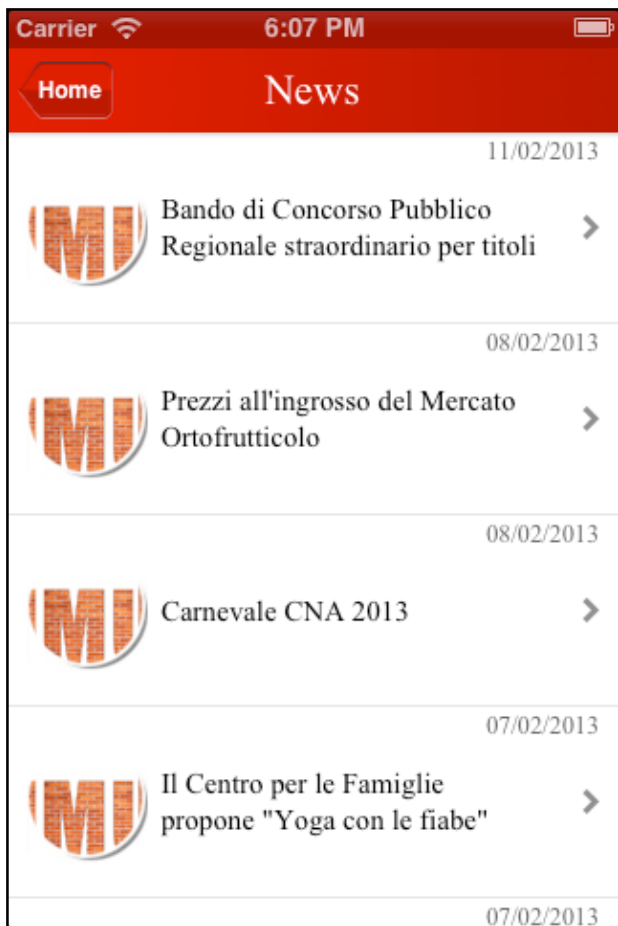 Carrier 6:07 PM
Home News
11/02/2013
Bando di Concorso Pubblico
Regionale straordinario per titoli
08/02/2013
Prezzi all'ingrosso del Mercato
Ortofrutticolo
08/02/2013
Carnevale CNA 2013
07/02/2013
Il Centro per le Famiglie
propone "Yoga con le fiabe"
07/02/2013